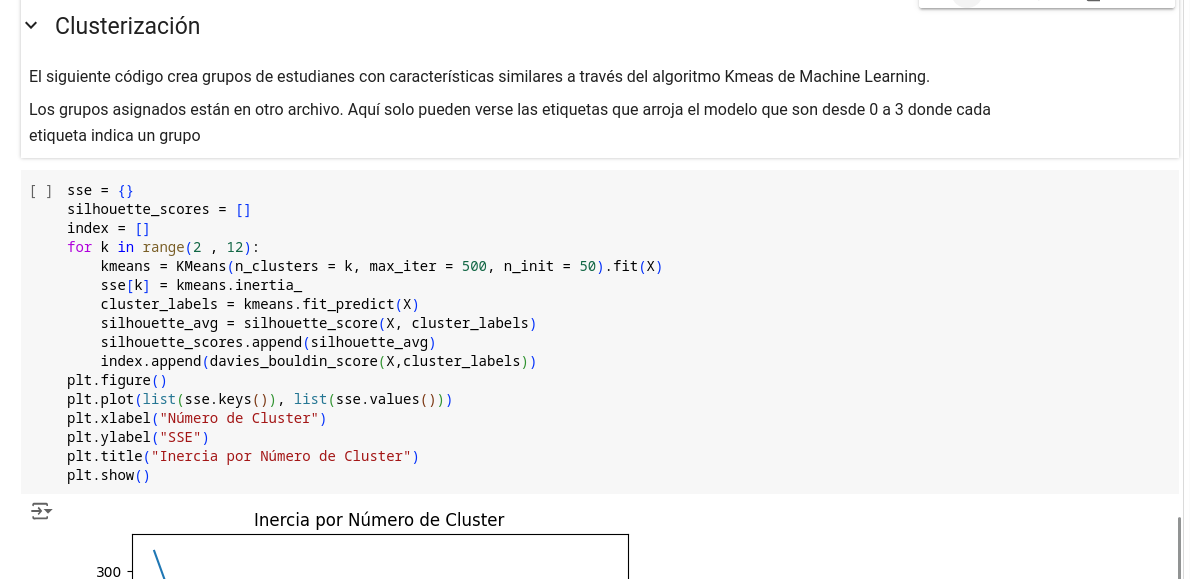 Clusterización
El siguiente código crea grupos de estudianes con características similares a través del algoritmo Kmeas de Machine Learning.
Los grupos asignados están en otro archivo. Aquí solo pueden verse las etiquetas que arroja el modelo que son desde 0 a 3 donde cada
etiqueta indica un grupo
[ ] sse = {}
silhouette_scores = []
index = []
for k in range(2 , 12):
    kmeans = KMeans(n_clusters = k, max_iter = 500, n_init = 50).fit(X)
    sse[k] = kmeans.inertia_
    cluster_labels = kmeans.fit_predict(X)
    silhouette_avg = silhouette_score(X, cluster_labels)
    silhouette_scores.append(silhouette_avg)
    index.append(davies_bouldin_score(X,cluster_labels))
plt.figure()
plt.plot(list(sse.keys()), list(sse.values()))
plt.xlabel("Número de Cluster")
plt.ylabel("SSE")
plt.title("Inercia por Número de Cluster")
plt.show()
Inercia por Número de Cluster
300